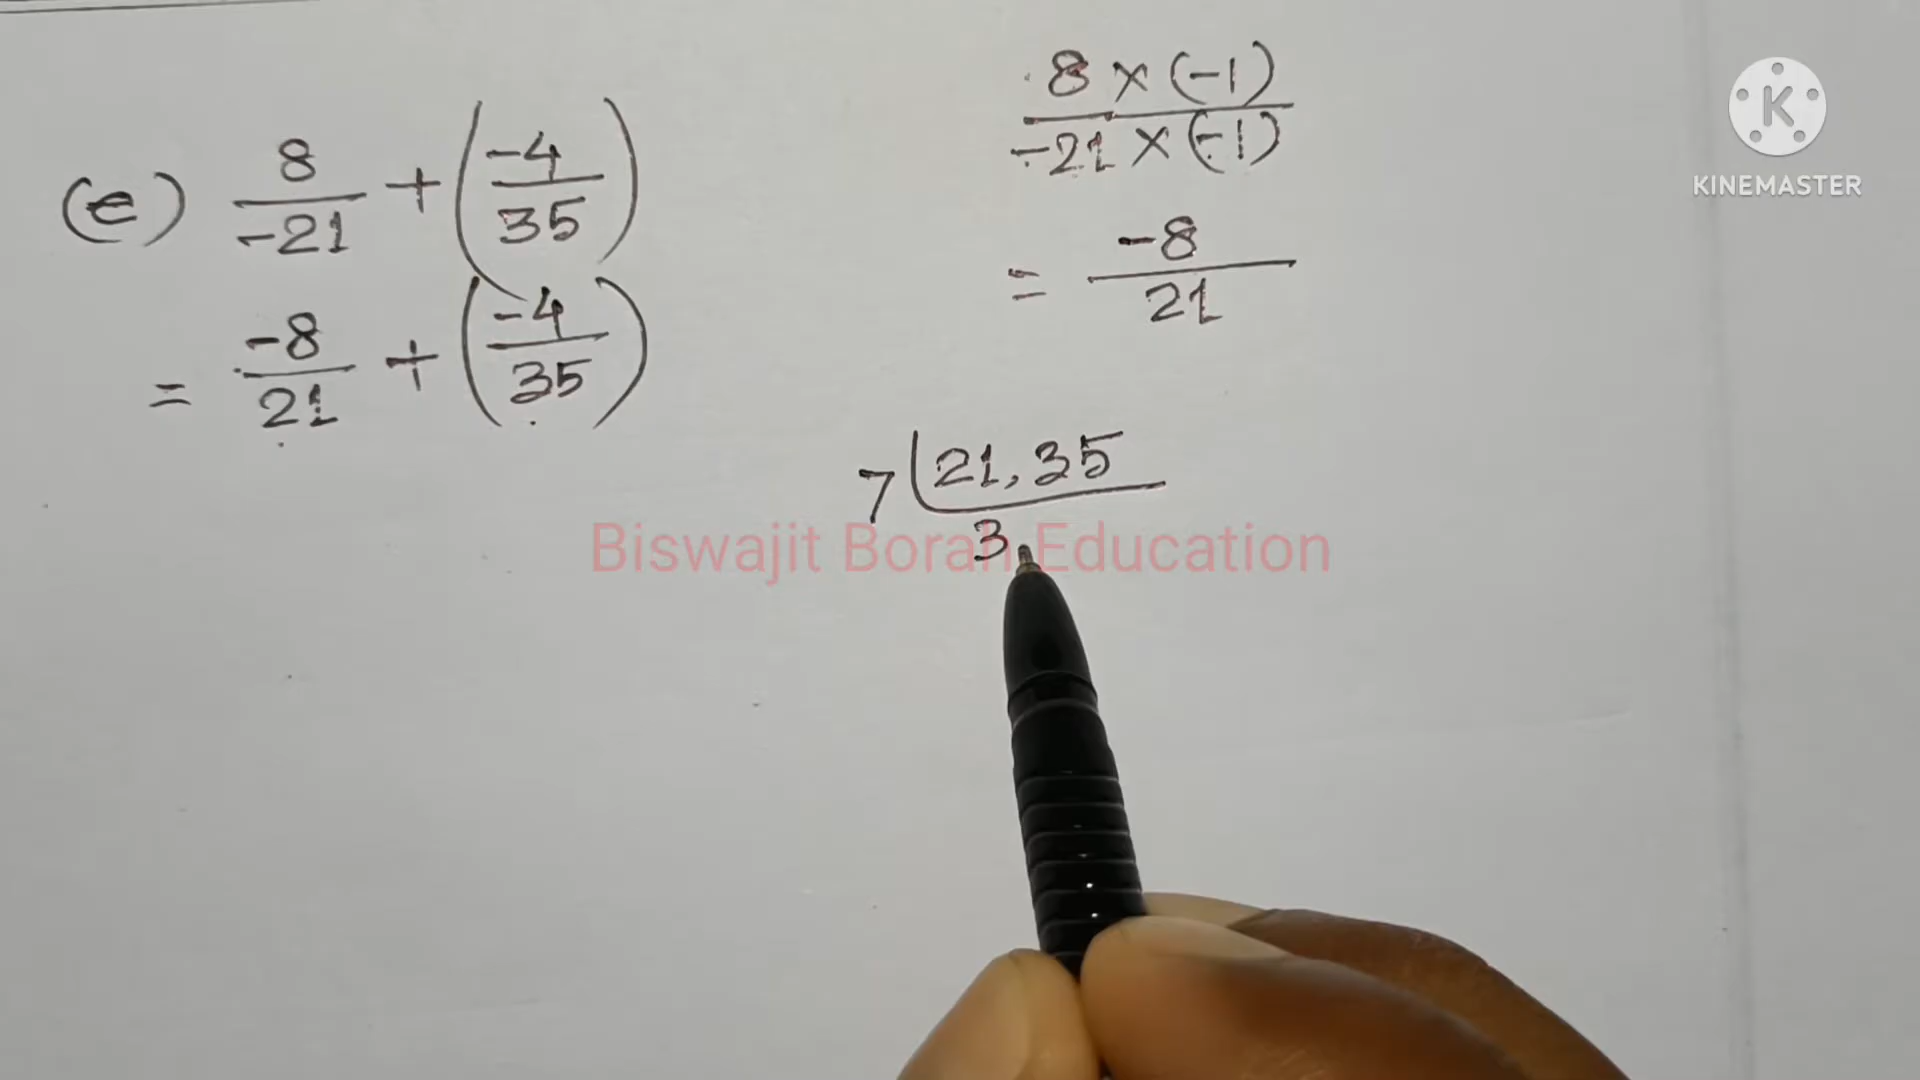 (e) 8/-21 + (-4/35)
= -8/21 + (-4/35)
8 × (-1)/-21 × (-1)
= -8/21
7 | 21, 35
3,
Biswajit Borah Education
KINEMASTER